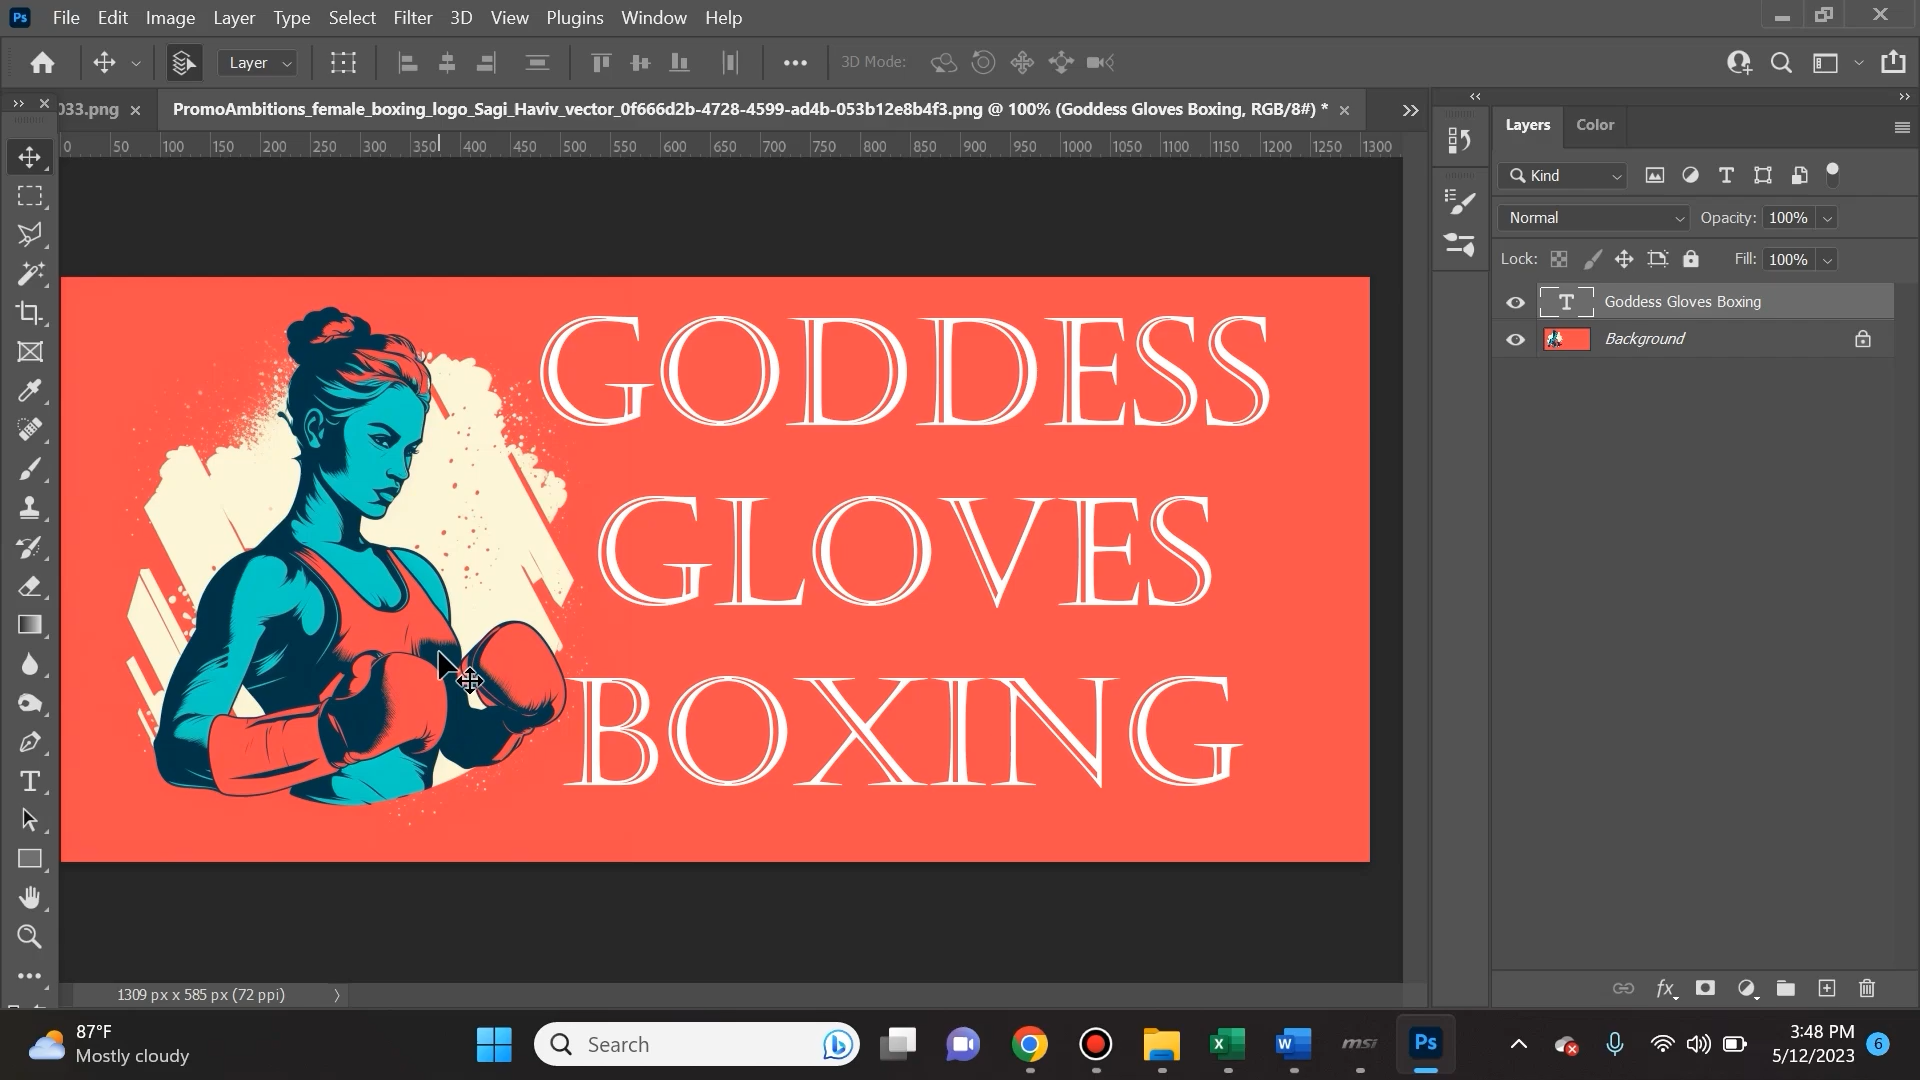 Ps File Edit Image Layer Type Select Filter 3D View Plugins Window Help
Layer 3D Mode:
033.png PromoAmbitions_female_boxing_logo_Sagi_Haviv_vector_0f666d2b-4728-4599-ad4b-053b12e8b4f3.png @ 100% (Goddess Gloves Boxing, RGB/8#) *
0 50 100 150 200 250 300 350 400 450 500 550 600 650 700 750 800 850 900 950 1000 1050 1100 1150 1200 1250 1300
Layers Color
Kind
Normal Opacity: 100%
Lock: Fill: 100%
T Goddess Gloves Boxing
Background
GODDESS
GLOVES
BOXING
1309 px x 585 px (72 ppi)
fx
87°F
Mostly cloudy
Search
msi
Ps
3:48 PM
5/12/2023
6